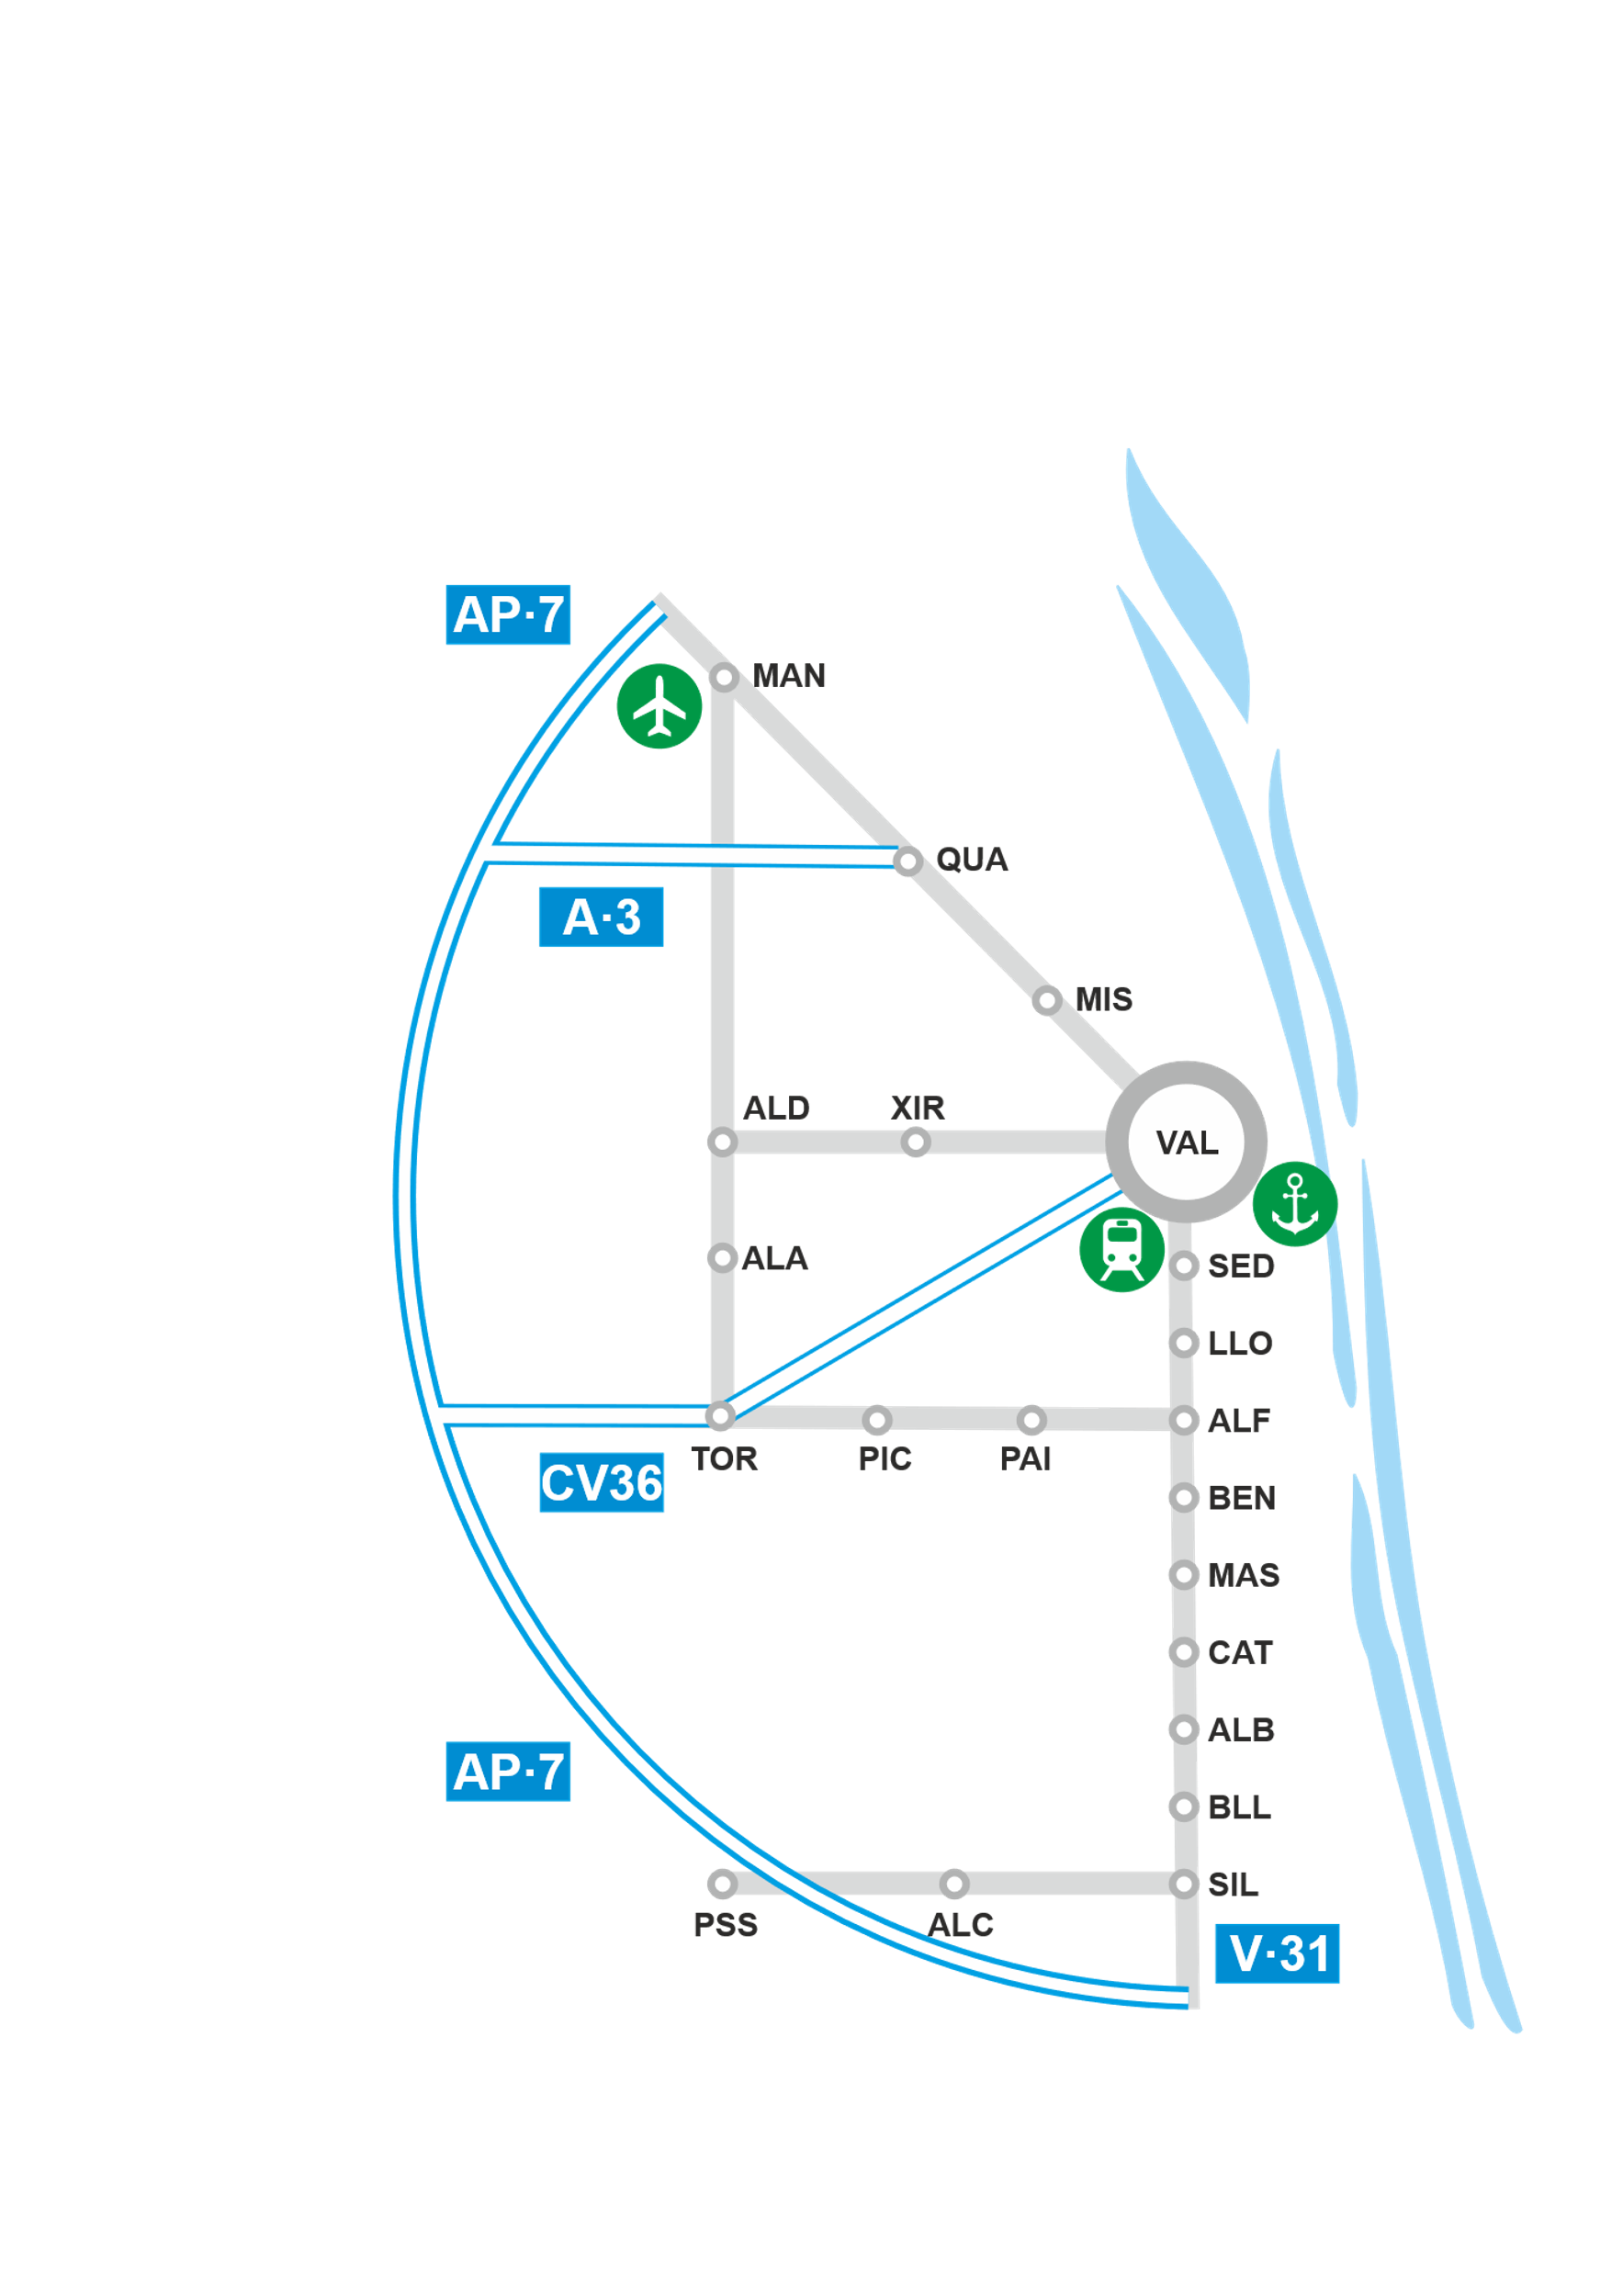 AP·7
MAN
QUA
A·3
MIS
ALD
XIR
VAL
ALA
SED
LLO
ALF
TOR
PIC
PAI
CV36
BEN
MAS
CAT
ALB
AP·7
BLL
SIL
PSS
ALC
V·31